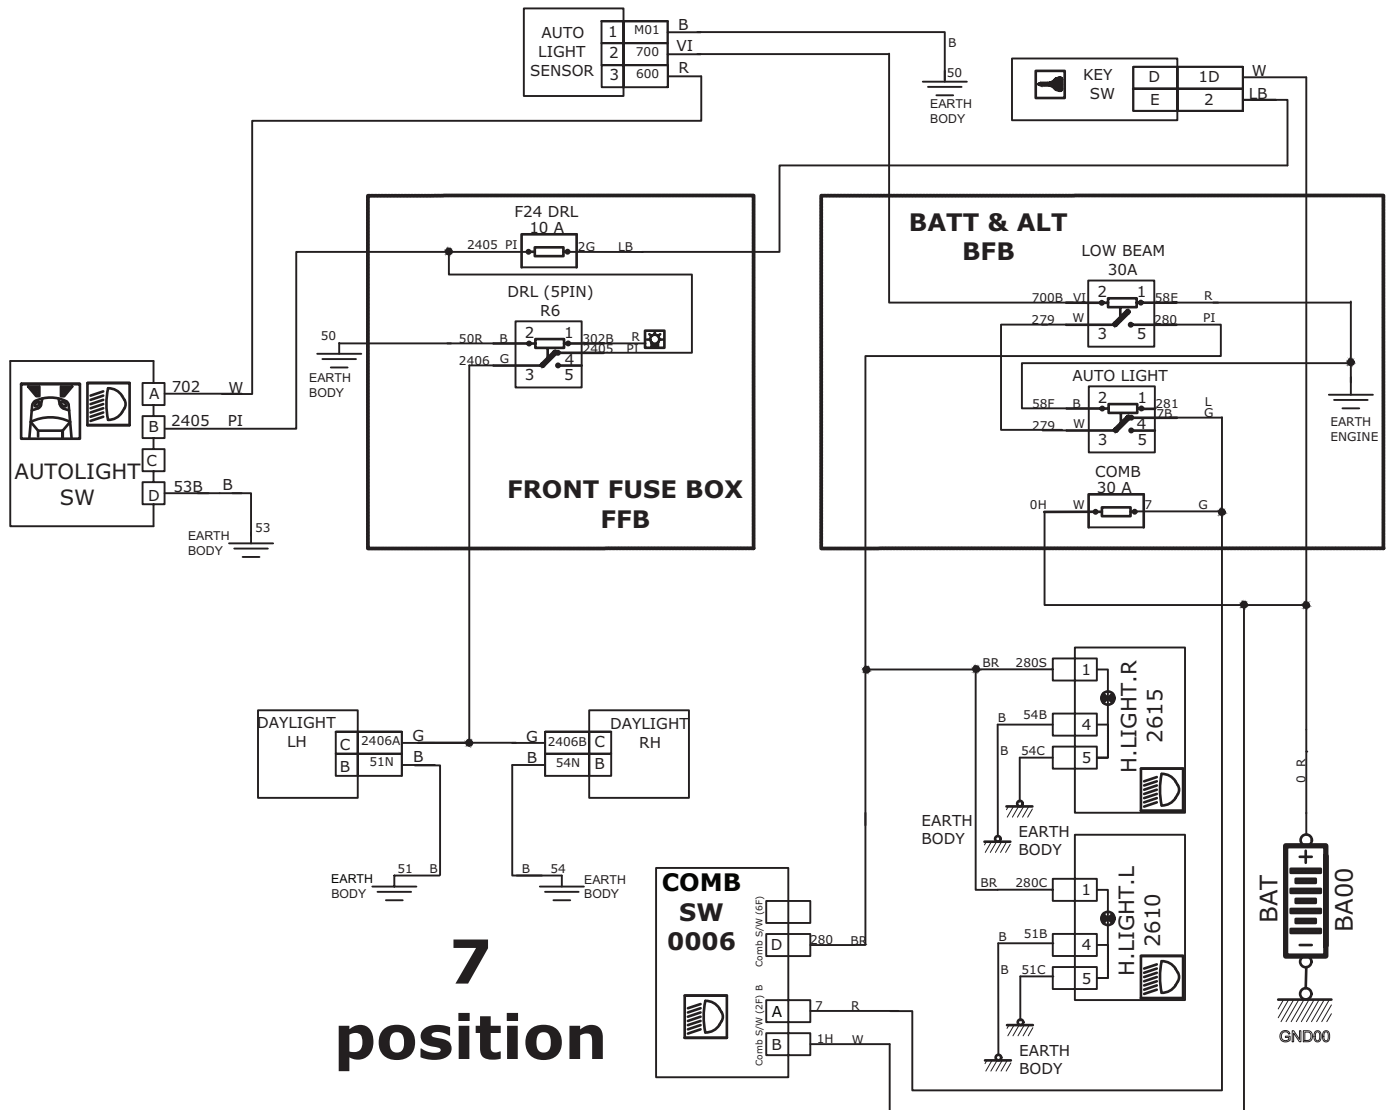 AUTO
LIGHT
SENSOR
1 M01 B
2 700 VI
3 600 R
B
50
EARTH
BODY
KEY
SW
D 1D W
E 2 LB
F24 DRL
10 A
2405 PI 2G LB
DRL (5PIN)
R6
50 50R B 2 1 302B R
2405 PI
2406 G 3 4
5
EARTH
BODY
FRONT FUSE BOX
FFB
BATT & ALT
BFB
LOW BEAM
30A
700B VI 2 1 58E R
279 W 3 5 280 PI
AUTO LIGHT
58F B 2 1 281 L
7B G
279 W 3 4
5
COMB
30 A
0H W 7 G
EARTH
ENGINE
A 702 W
B 2405 PI
C
D 53B B
AUTOLIGHT
SW
53
EARTH
BODY
DAYLIGHT
LH
C 2406A G
B 51N B
DAYLIGHT
RH
G 2406B C
B 54N B
51 B
EARTH
BODY
B 54
EARTH
BODY
7
position
COMB
SW
0006
Comb S/W (6F)
D 280 BR
Comb S/W (2F) B
A 7 R
B 1H W
BR 280S 1
B 54B 4
B 54C 5
H.LIGHT.R
2615
EARTH
BODY
EARTH
BODY
BR 280C 1
B 51B 4
B 51C 5
H.LIGHT.L
2610
EARTH
BODY
0 R
BAT
+
−
BA00
GND00